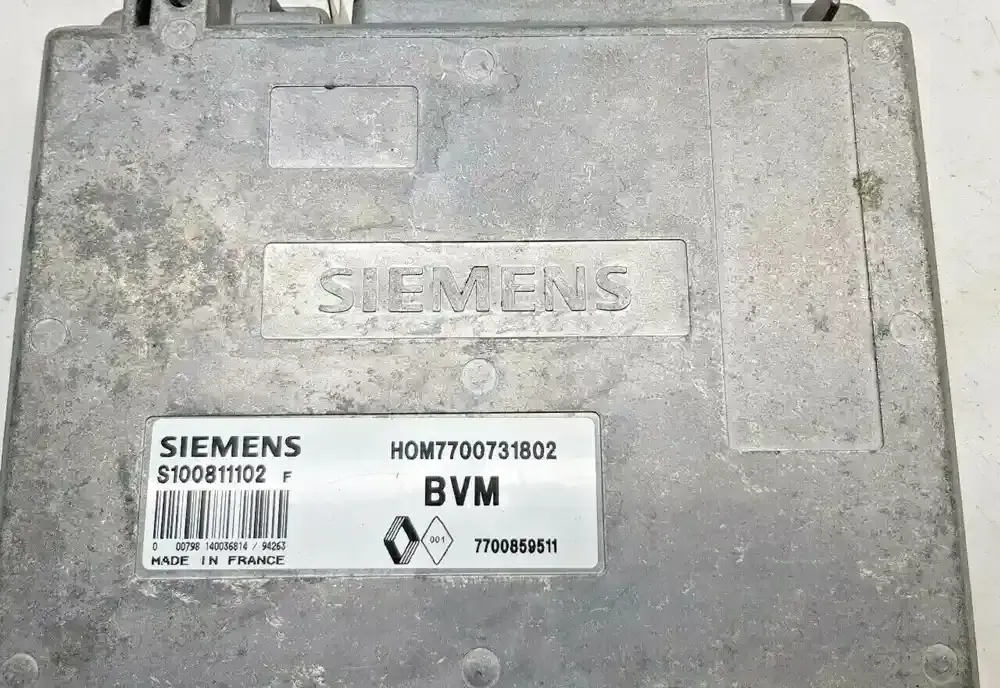 SIEMENS
SIEMENS
S100811102 F
HOM7700731802
BVM
001
7700859511
0 00798 140036814 / 94263
MADE IN FRANCE